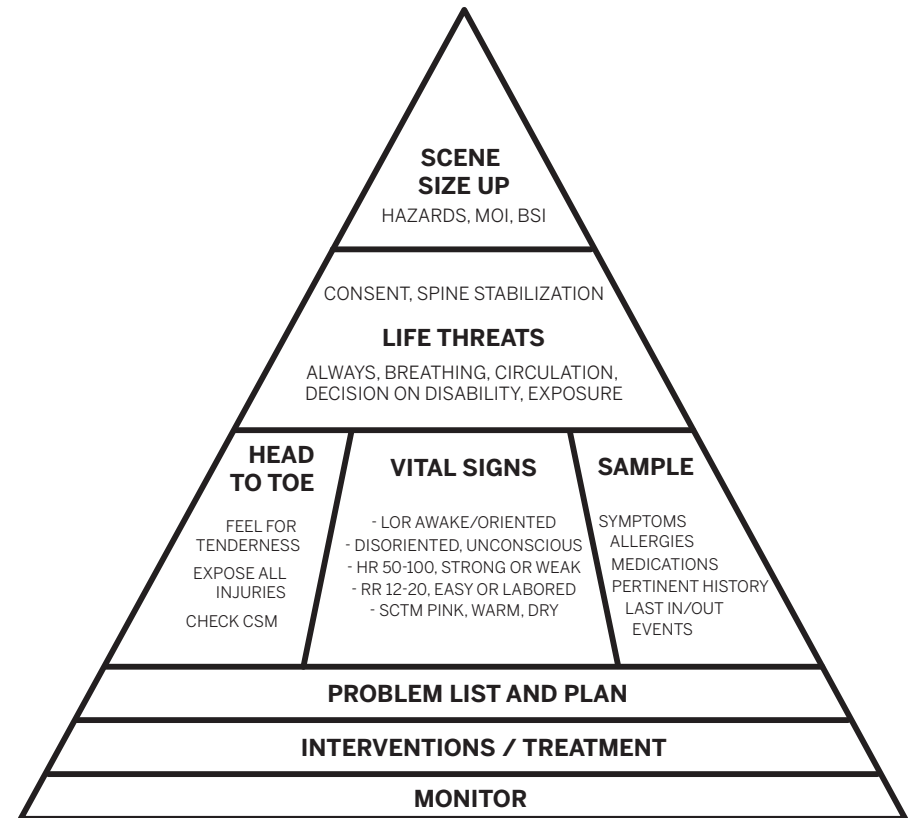 SCENE
SIZE UP
HAZARDS, MOI, BSI
CONSENT, SPINE STABILIZATION
LIFE THREATS
ALWAYS, BREATHING, CIRCULATION,
DECISION ON DISABILITY, EXPOSURE
HEAD
TO TOE
FEEL FOR
TENDERNESS
EXPOSE ALL
INJURIES
CHECK CSM
VITAL SIGNS
- LOR AWAKE/ORIENTED
- DISORIENTED, UNCONSCIOUS
- HR 50-100, STRONG OR WEAK
- RR 12-20, EASY OR LABORED
- SCTM PINK, WARM, DRY
SAMPLE
SYMPTOMS
ALLERGIES
MEDICATIONS
PERTINENT HISTORY
LAST IN/OUT
EVENTS
PROBLEM LIST AND PLAN
INTERVENTIONS / TREATMENT
MONITOR